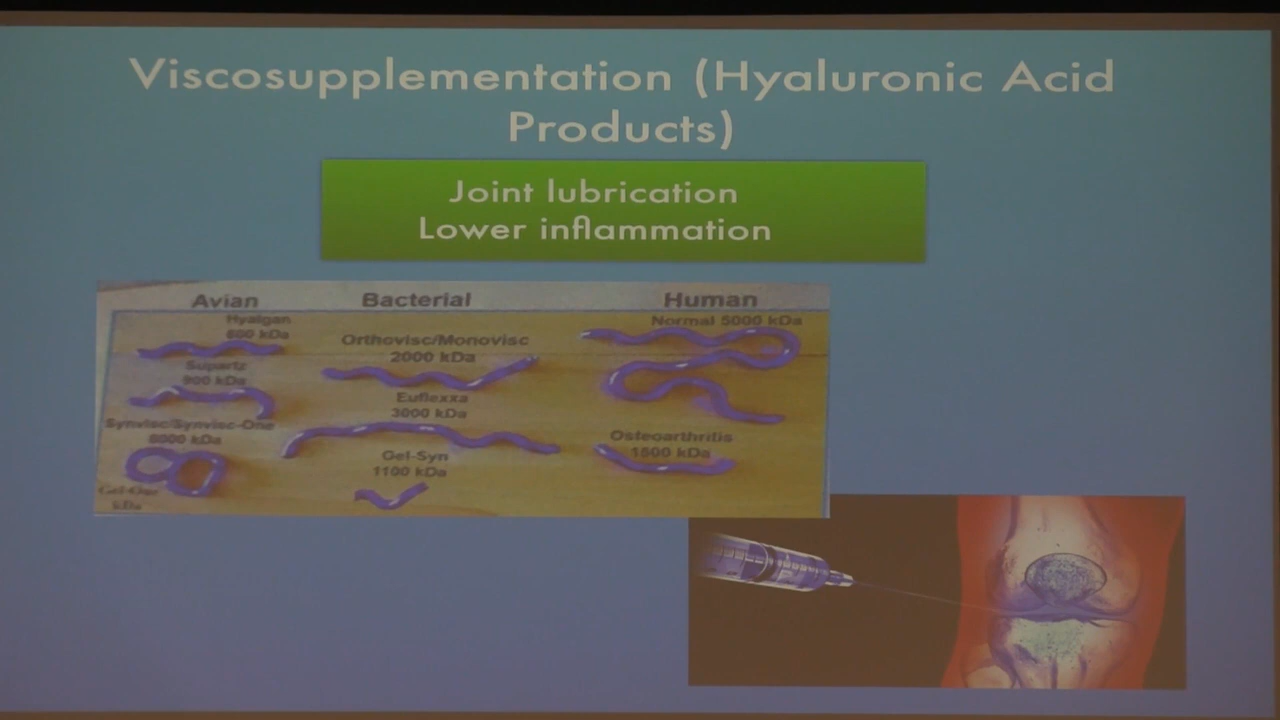 Viscosupplementation (Hyaluronic Acid
Products)
Joint lubrication
Lower inflammation
Avian
Bacterial
Human
Hyalgan
kDa
Supartz
900 kDa
Synvisc/Synvisc-One
6000 kDa
Gel-One
kDa
Orthovisc/Monovisc
2000 kDa
Euflexxa
3000 kDa
Gel-Syn
1100 kDa
Normal 5000 kDa
Osteoarthritis
1500 kDa